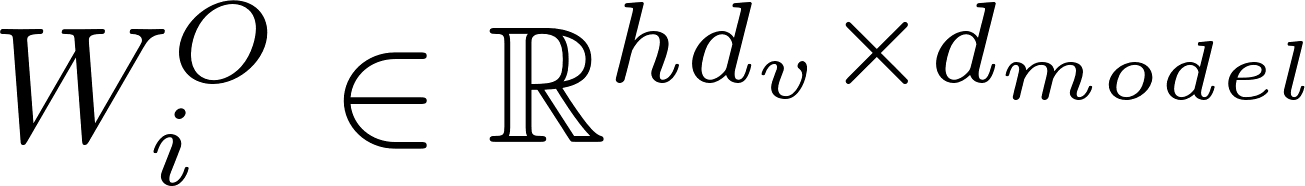 $W_i^O \in \mathbb{R}^{hd_v \times d_{model}}$